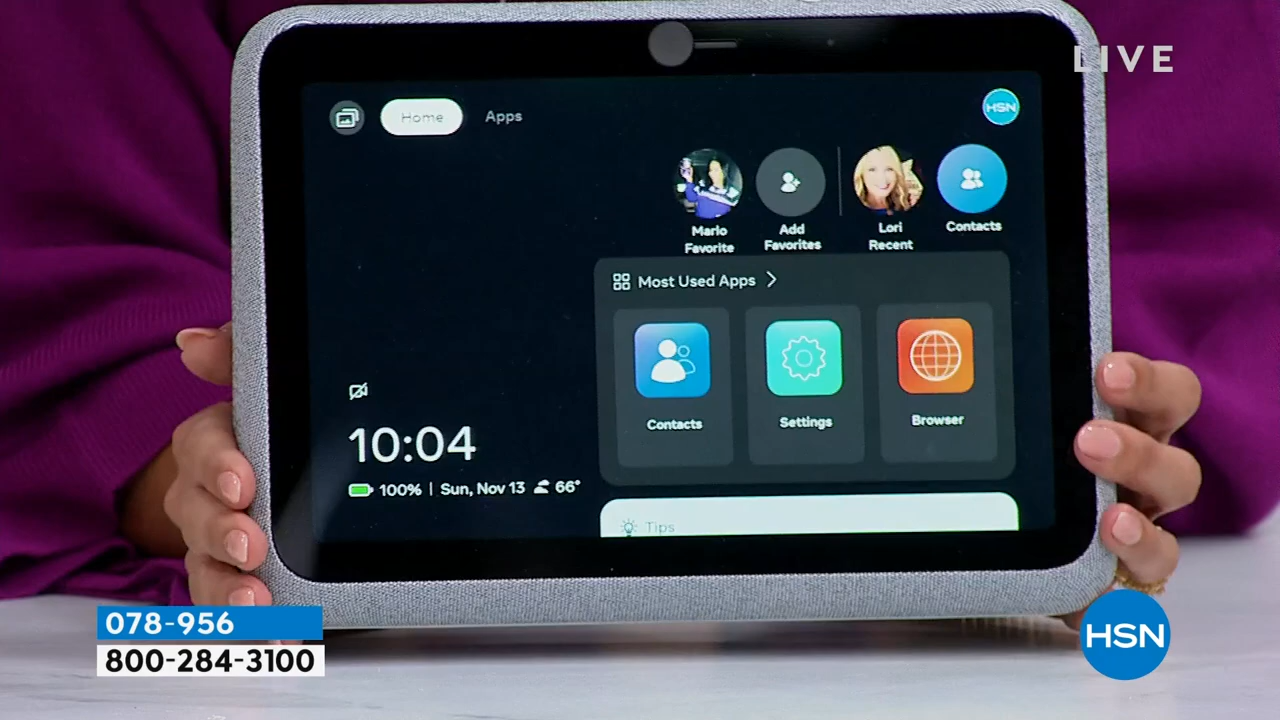 LIVE
Home
Apps
HSN
Marlo
Favorite
Add
Favorites
Lori
Recent
Contacts
Most Used Apps
Contacts
Settings
Browser
10:04
100% | Sun, Nov 13 66°
Tips
078-956
800-284-3100
HSN